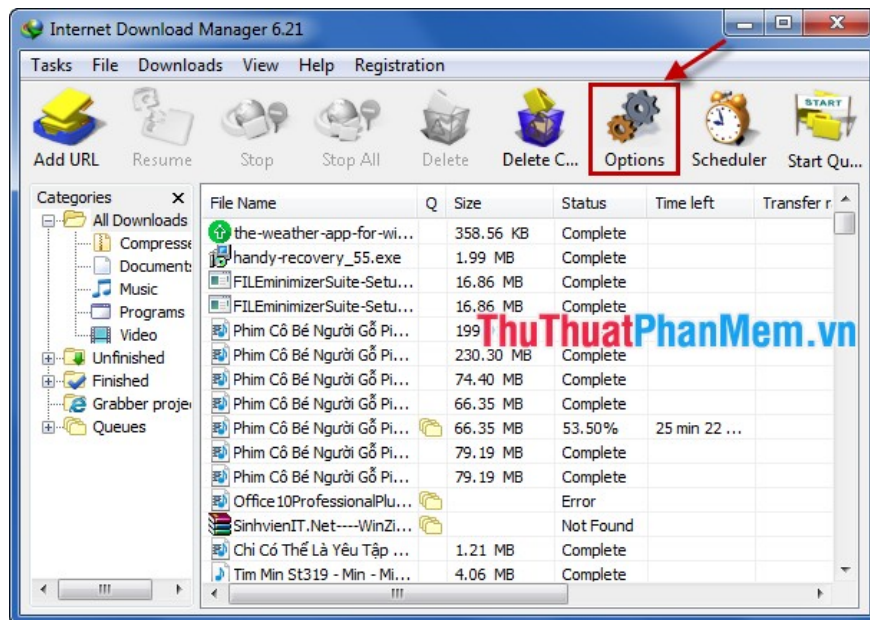 Internet Download Manager 6.21
Tasks File Downloads View Help Registration
Add URL Resume Stop Stop All Delete Delete C... Options Scheduler START Start Qu...
Categories
All Downloads
Compresse
Documents
Music
Programs
Video
Unfinished
Finished
Grabber proje
Queues
File Name Q Size Status Time left Transfer r
the-weather-app-for-wi... 358.56 KB Complete
handy-recovery_55.exe 1.99 MB Complete
FILEminimizerSuite-Setu... 16.86 MB Complete
FILEminimizerSuite-Setu... 16.86 MB Complete
Phim Cô Bé Người Gỗ Pi... 199 Complete
ThuThuatPhanMem.vn
Phim Cô Bé Người Gỗ Pi... 230.30 MB Complete
Phim Cô Bé Người Gỗ Pi... 74.40 MB Complete
Phim Cô Bé Người Gỗ Pi... 66.35 MB Complete
Phim Cô Bé Người Gỗ Pi... 66.35 MB 53.50% 25 min 22 ...
Phim Cô Bé Người Gỗ Pi... 79.19 MB Complete
Phim Cô Bé Người Gỗ Pi... 79.19 MB Complete
Office10ProfessionalPlu... Error
SinhvienIT.Net----WinZi... Not Found
Chỉ Có Thể Là Yêu Tập ... 1.21 MB Complete
Tim Min St319 - Min - Mi... 4.06 MB Complete